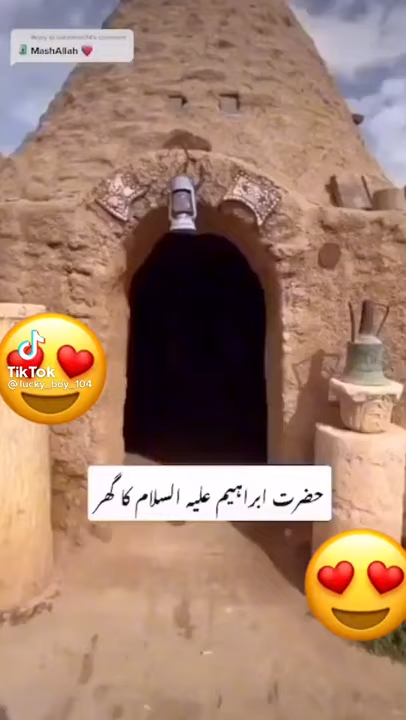 MashAllah ❤️
حضرت ابراہیم علیہ السلام کا گھر
TikTok
@lucky_boy_104